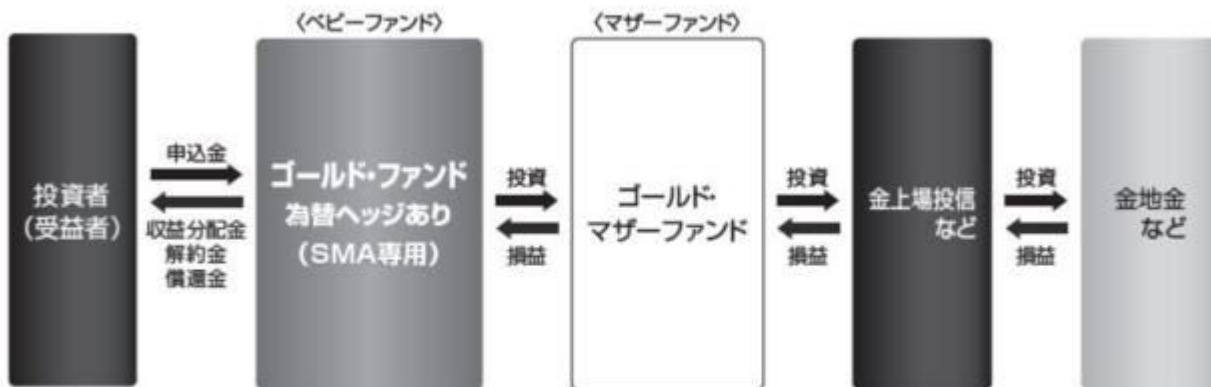 〈ベビーファンド〉
〈マザーファンド〉
投資者
(受益者)
申込金
収益分配金
解約金
償還金
ゴールド・ファンド
為替ヘッジあり
(SMA専用)
投資
損益
ゴールド・
マザーファンド
投資
損益
金上場投信
など
投資
損益
金地金
など